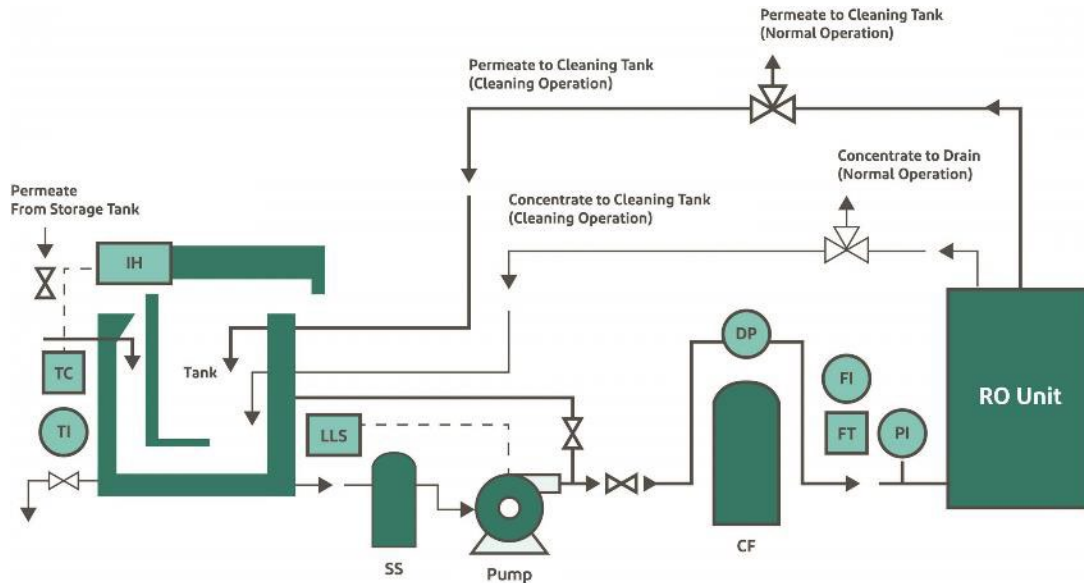 Permeate to Cleaning Tank
(Normal Operation)
Permeate to Cleaning Tank
(Cleaning Operation)
Concentrate to Drain
(Normal Operation)
Permeate
From Storage Tank
Concentrate to Cleaning Tank
(Cleaning Operation)
IH
DP
TC
Tank
FI
RO Unit
TI
LLS
FT
PI
SS
Pump
CF